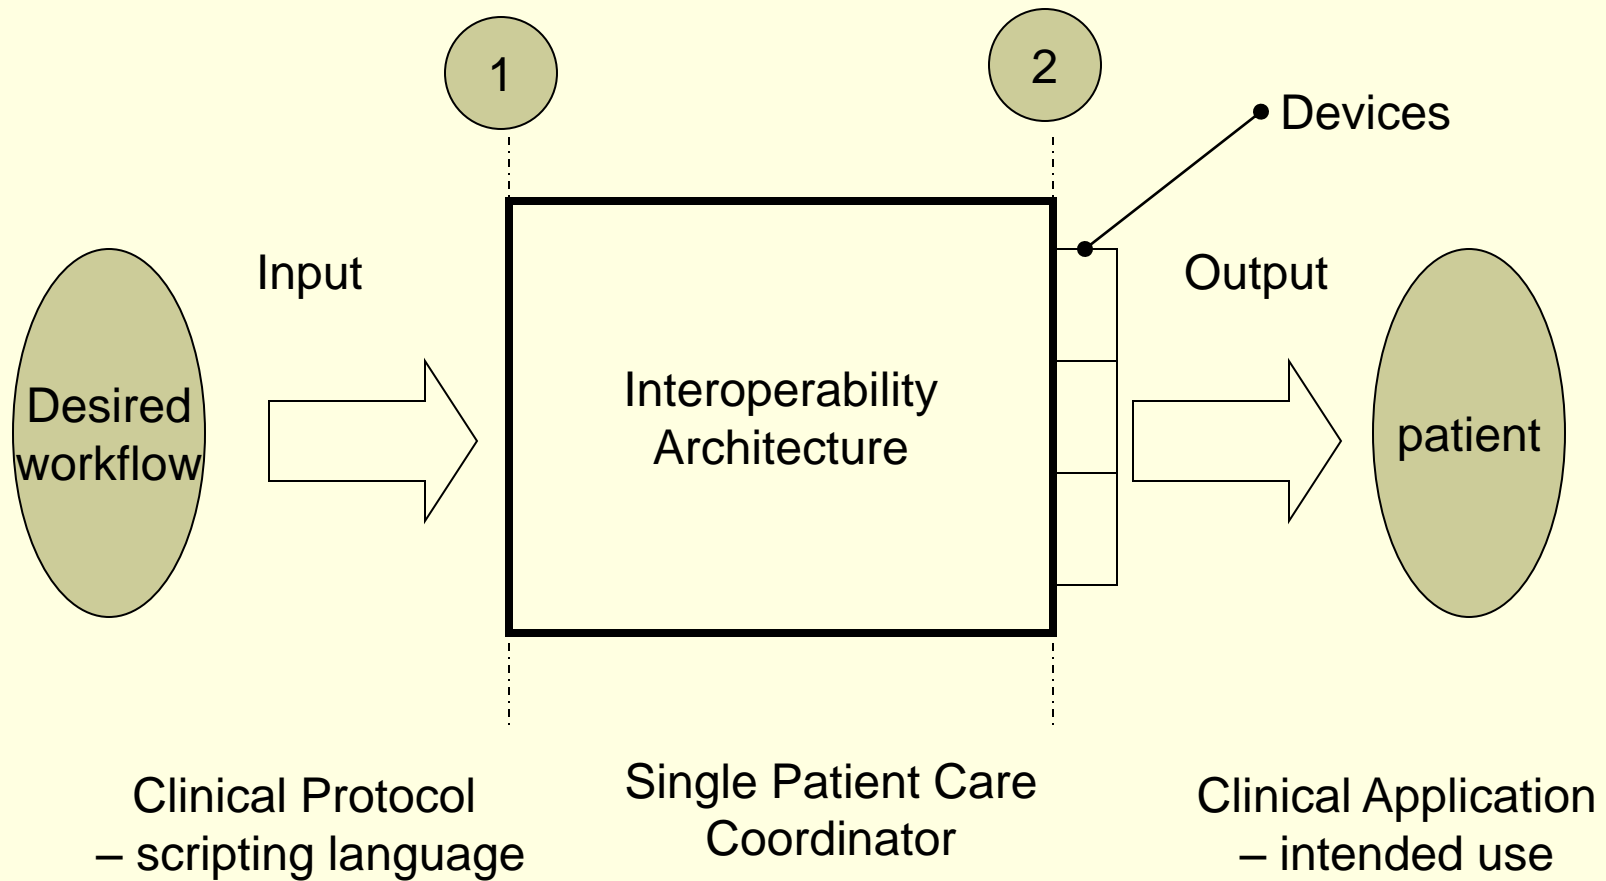 1
2
Devices
Input
Output
Desired
workflow
Interoperability
Architecture
patient
Clinical Protocol
– scripting language
Single Patient Care
Coordinator
Clinical Application
– intended use